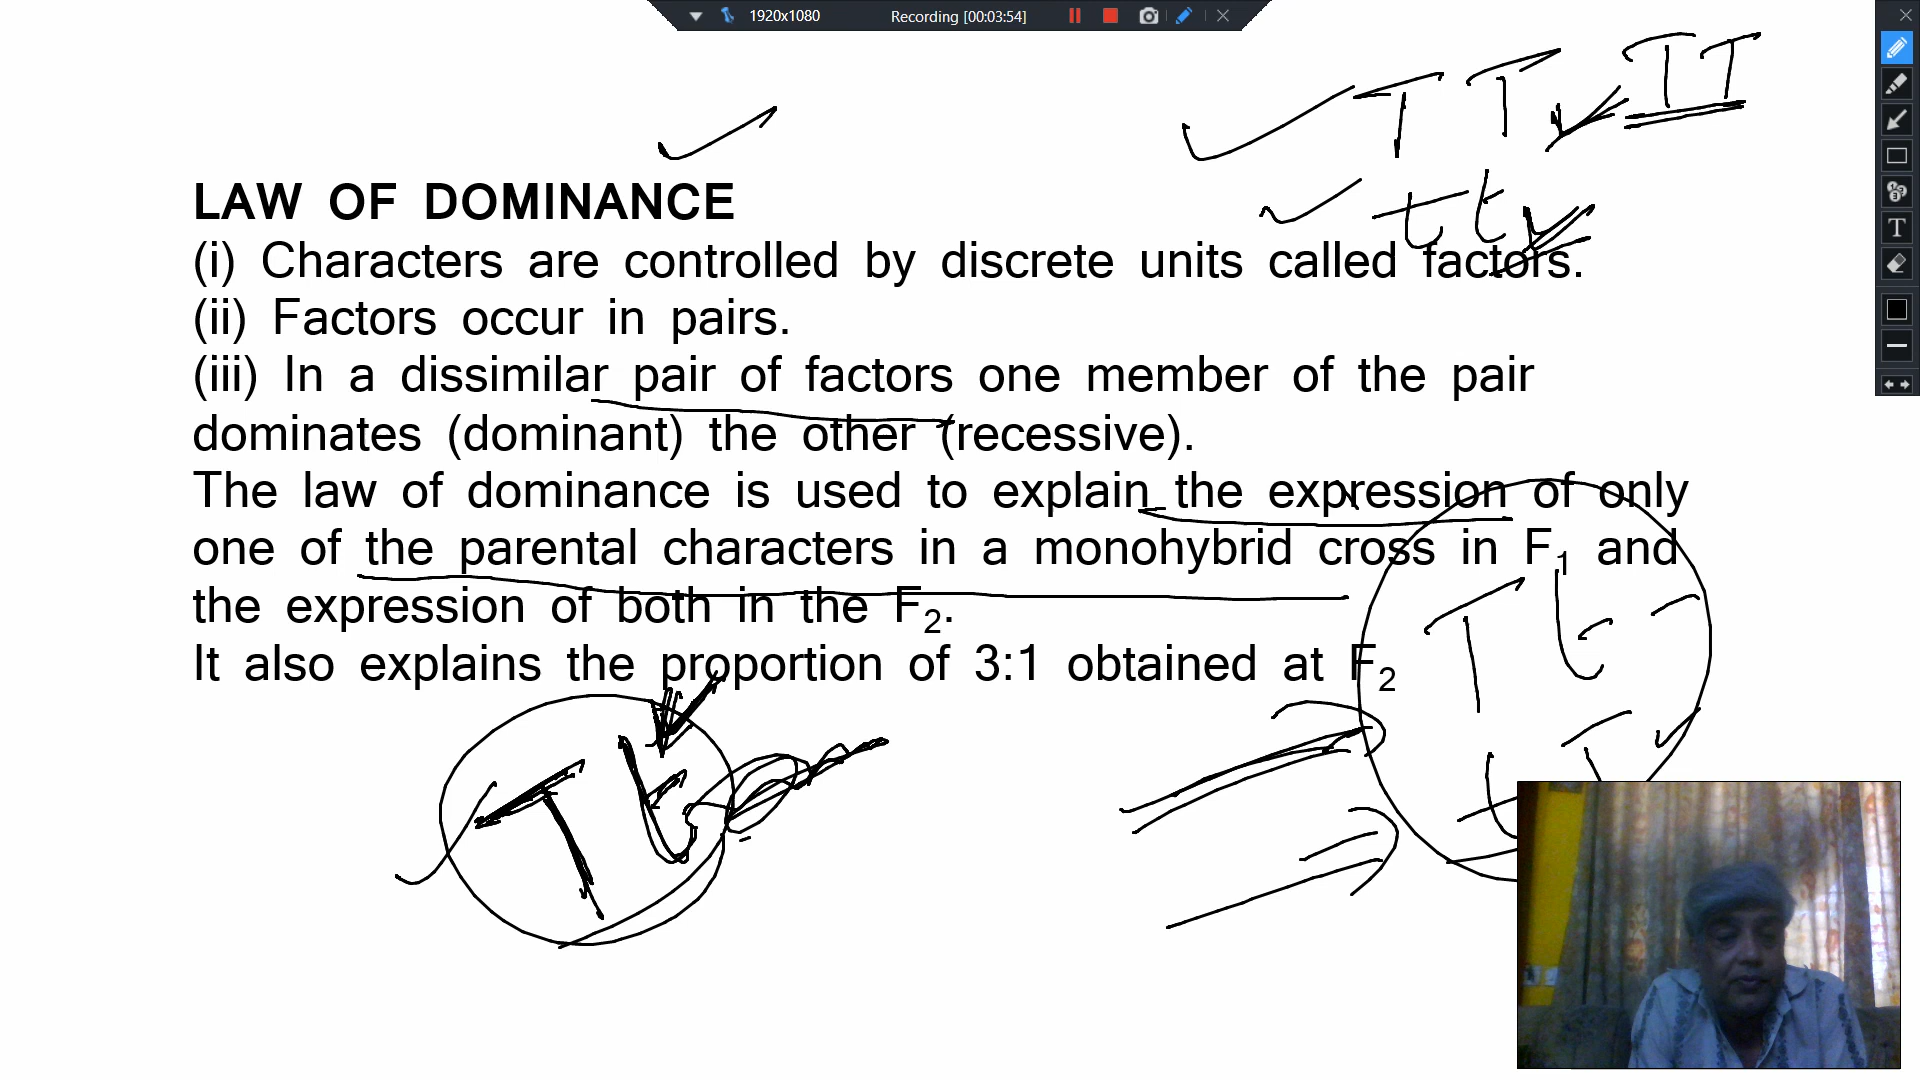 1920x1080
Recording [00:03:54]
TT TT
tt
LAW OF DOMINANCE
(i) Characters are controlled by discrete units called factors.
(ii) Factors occur in pairs.
(iii) In a dissimilar pair of factors one member of the pair
dominates (dominant) the other (recessive).
The law of dominance is used to explain the expression of only
one of the parental characters in a monohybrid cross in F₁ and
the expression of both in the F₂.
It also explains the proportion of 3:1 obtained at F₂
Tt
Tt